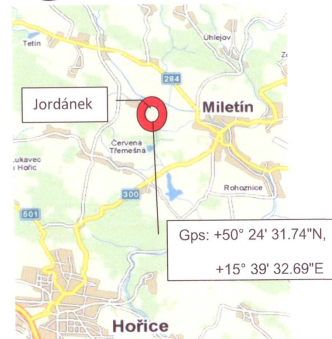 Tetín
Úhlejov
284
Jordánek
Miletín
Červená
Třemešná
Lukavec
u Hořic
Rohoznice
300
501
Gps: +50° 24' 31.74"N,
+15° 39' 32.69"E
Hořice